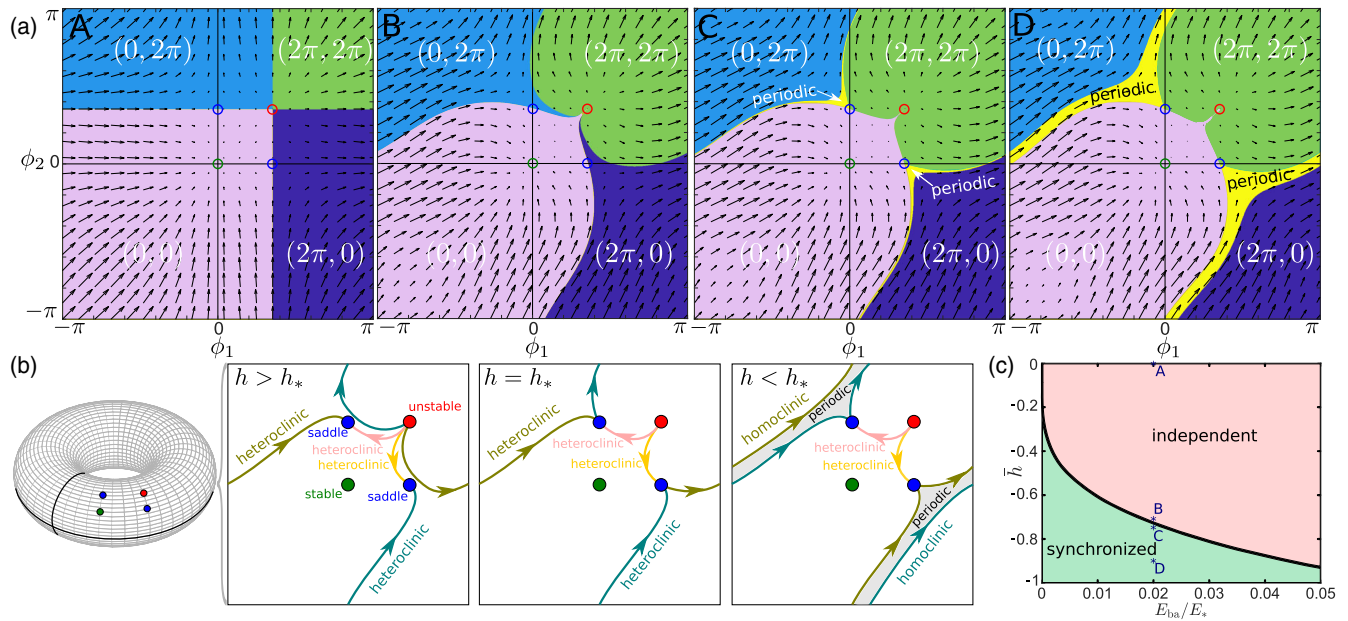 (a)
A
(0, 2π)
(2π, 2π)
(0, 0)
(2π, 0)
π
ϕ2 0
−π
−π
0
π
ϕ1
B
(0, 2π)
(2π, 2π)
(0, 0)
(2π, 0)
0
π
ϕ1
C
(0, 2π)
(2π, 2π)
periodic
periodic
(0, 0)
(2π, 0)
−π
0
π
ϕ1
D
(0, 2π)
(2π, 2π)
periodic
periodic
(0, 0)
(2π, 0)
−π
0
π
ϕ1
(b)
h > h*
heteroclinic
unstable
saddle
heteroclinic
heteroclinic
stable
saddle
heteroclinic
h = h*
heteroclinic
heteroclinic
heteroclinic
heteroclinic
h < h*
homoclinic
periodic
heteroclinic
heteroclinic
periodic
homoclinic
(c)
0
-0.2
-0.4
h̄
-0.6
-0.8
-1
A
independent
B
C
synchronized
D
0
0.01
0.02
0.03
0.04
0.05
Eba/E*